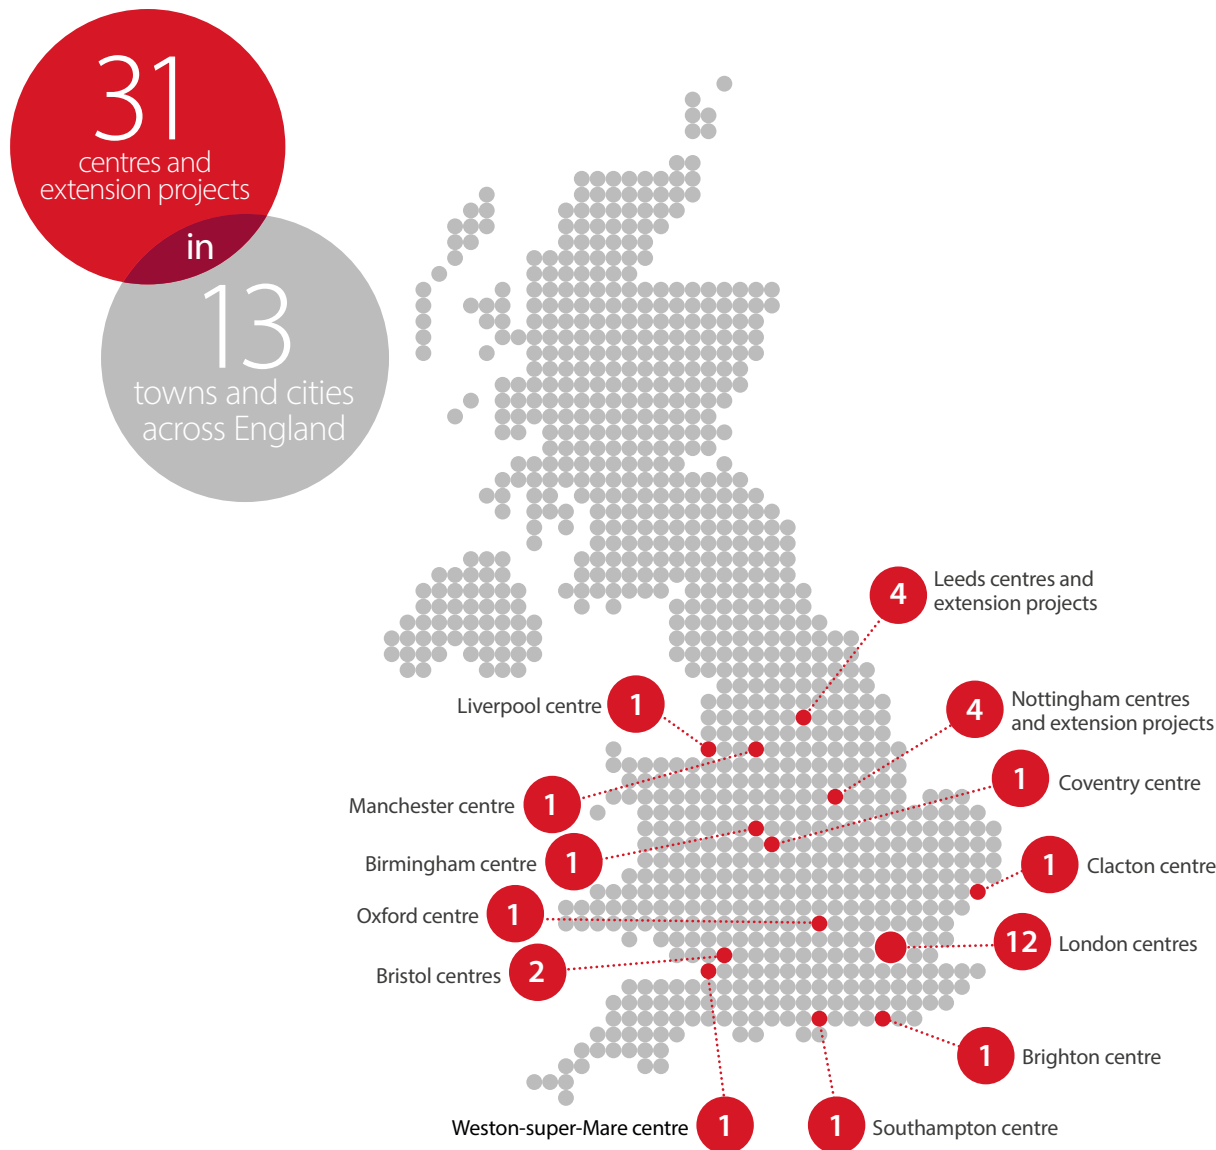 31
centres and
extension projects
in
13
towns and cities
across England
4
Leeds centres and
extension projects
Liverpool centre
1
4
Nottingham centres
and extension projects
1
Coventry centre
Manchester centre
1
Birmingham centre
1
1
Clacton centre
Oxford centre
1
12
London centres
Bristol centres
2
1
Brighton centre
Weston-super-Mare centre
1
1
Southampton centre